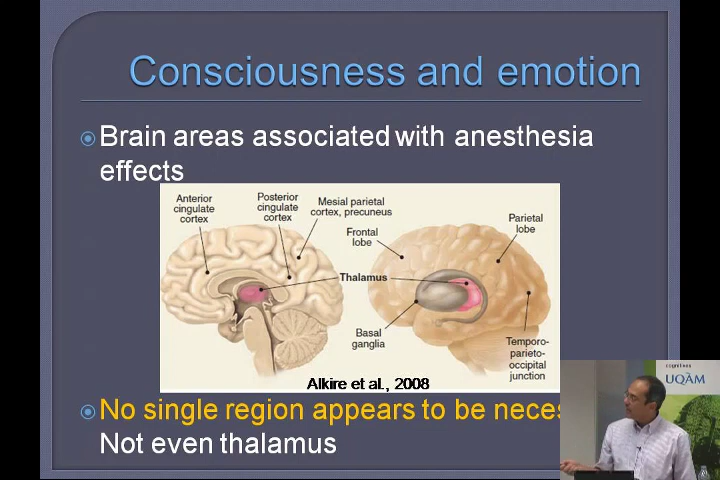 Consciousness and emotion
Brain areas associated with anesthesia
effects
Anterior
cingulate
cortex
Posterior
cingulate
cortex
Mesial parietal
cortex, precuneus
Frontal
lobe
Parietal
lobe
Thalamus
Basal
ganglia
Temporo-
parieto-
occipital
junction
Alkire et al., 2008
No single region appears to be neces
Not even thalamus
cognitives
UQÀM